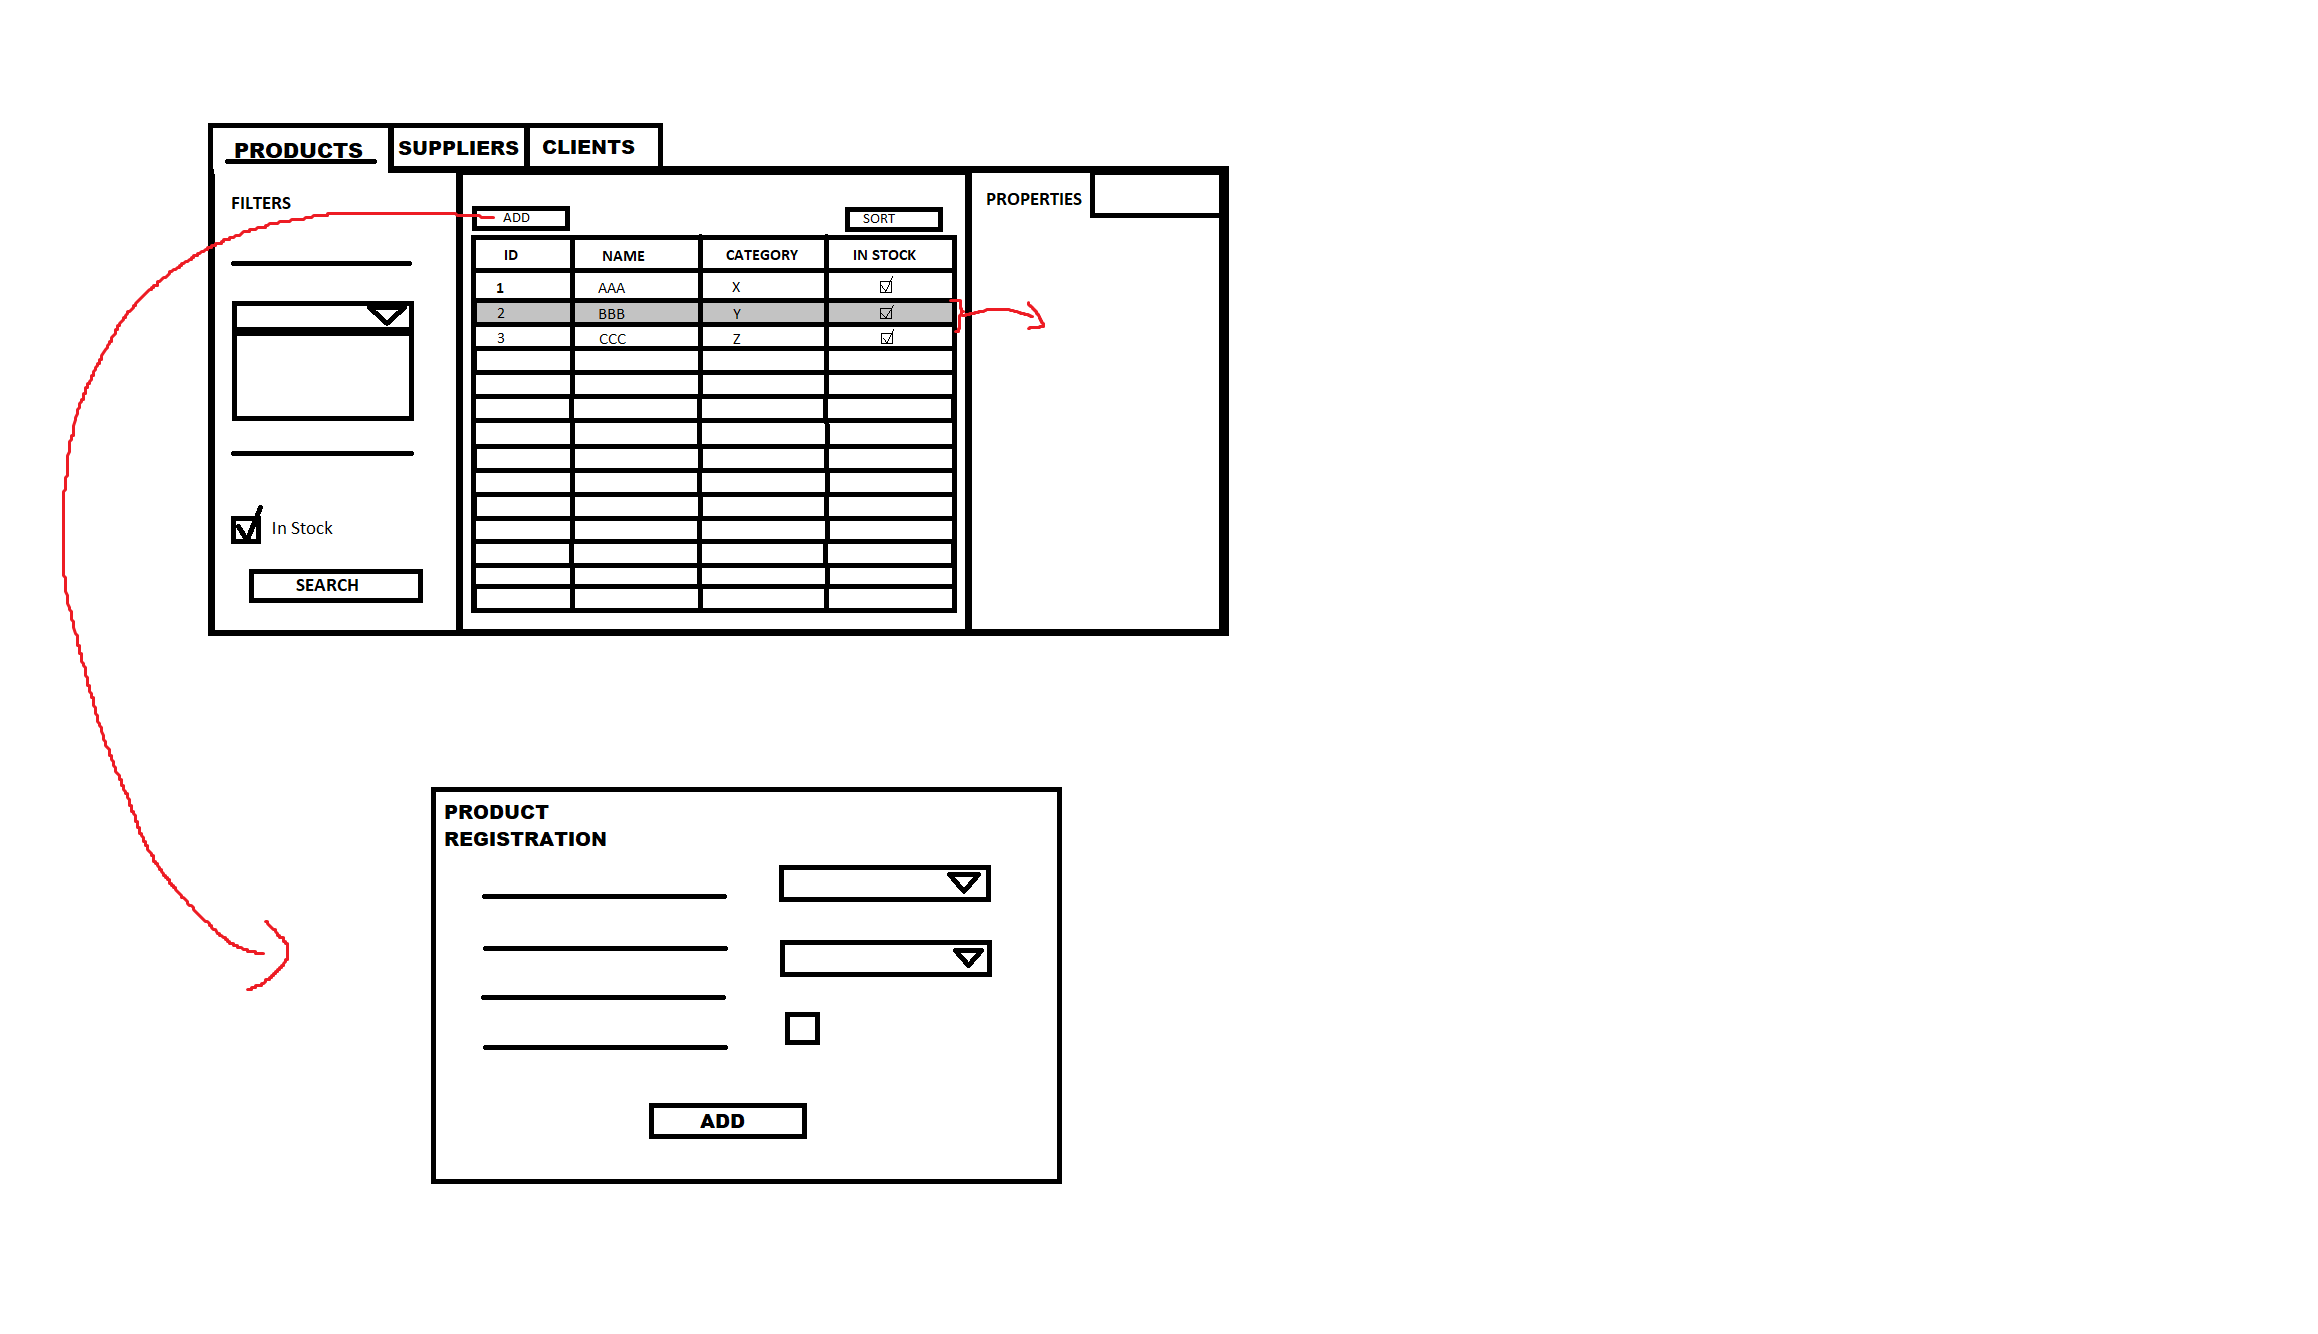 PRODUCTS SUPPLIERS CLIENTS
FILTERS
PROPERTIES
ADD SORT
ID NAME CATEGORY IN STOCK
1 AAA X
2 BBB Y
3 CCC Z
In Stock
SEARCH
PRODUCT
REGISTRATION
ADD